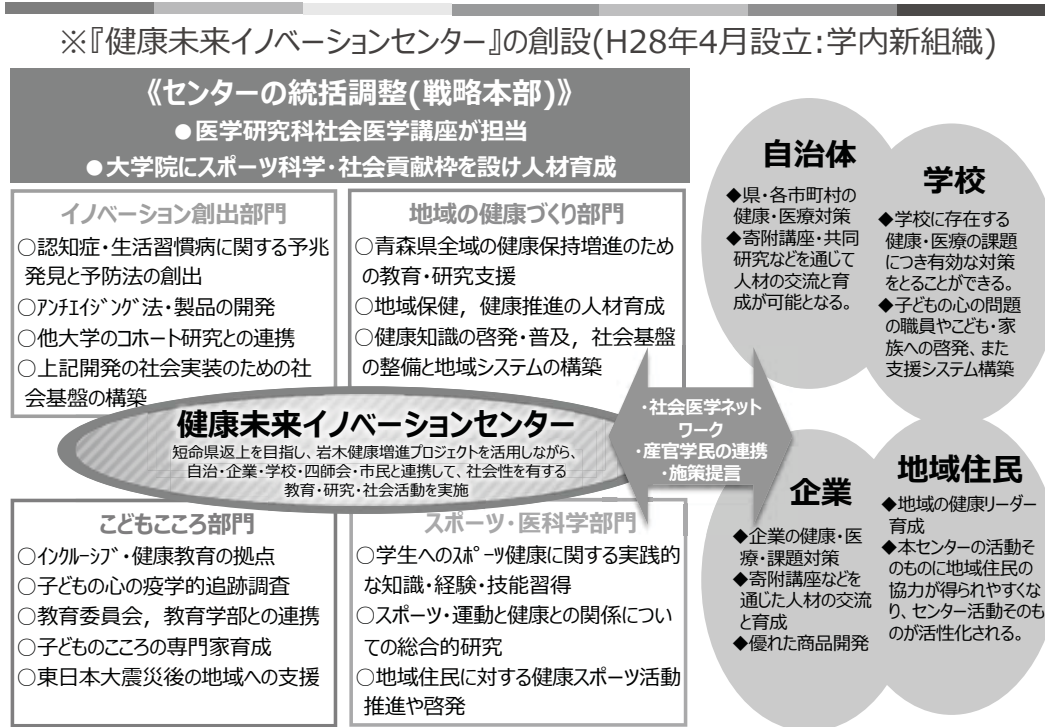 ※『健康未来イノベーションセンター』の創設(H28年4月設立:学内新組織)
《センターの統括調整(戦略本部)》
●医学研究科社会医学講座が担当
●大学院にスポーツ科学・社会貢献枠を設け人材育成
イノベーション創出部門
○認知症・生活習慣病に関する予兆
発見と予防法の創出
○アンチエイジング法・製品の開発
○他大学のコホート研究との連携
○上記開発の社会実装のための社
会基盤の構築
地域の健康づくり部門
○青森県全域の健康保持増進のため
の教育・研究支援
○地域保健，健康推進の人材育成
○健康知識の啓発・普及，社会基盤
の整備と地域システムの構築
健康未来イノベーションセンター
短命県返上を目指し、岩木健康増進プロジェクトを活用しながら、
自治・企業・学校・四師会・市民と連携して、社会性を有する
教育・研究・社会活動を実施
・社会医学ネット
ワーク
・産官学民の連携
・施策提言
こどもこころ部門
○インクルーシブ・健康教育の拠点
○子どもの心の疫学的追跡調査
○教育委員会，教育学部との連携
○子どものこころの専門家育成
○東日本大震災後の地域への支援
スポーツ・医科学部門
○学生へのスポーツ健康に関する実践的
な知識・経験・技能習得
○スポーツ・運動と健康との関係につい
ての総合的研究
○地域住民に対する健康スポーツ活動
推進や啓発
自治体
◆県・各市町村の
健康・医療対策
◆寄附講座・共同
研究などを通じて
人材の交流と育
成が可能となる。
学校
◆学校に存在する
健康・医療の課題
につき有効な対策
をとることができる。
◆子どもの心の問題
の職員やこども・家
族への啓発、また
支援システム構築
企業
◆企業の健康・医
療・課題対策
◆寄附講座などを
通じた人材の交流
と育成
◆優れた商品開発
地域住民
◆地域の健康リーダー
育成
◆本センターの活動そ
のものに地域住民の
協力が得られやすくな
り、センター活動そのも
のが活性化される。